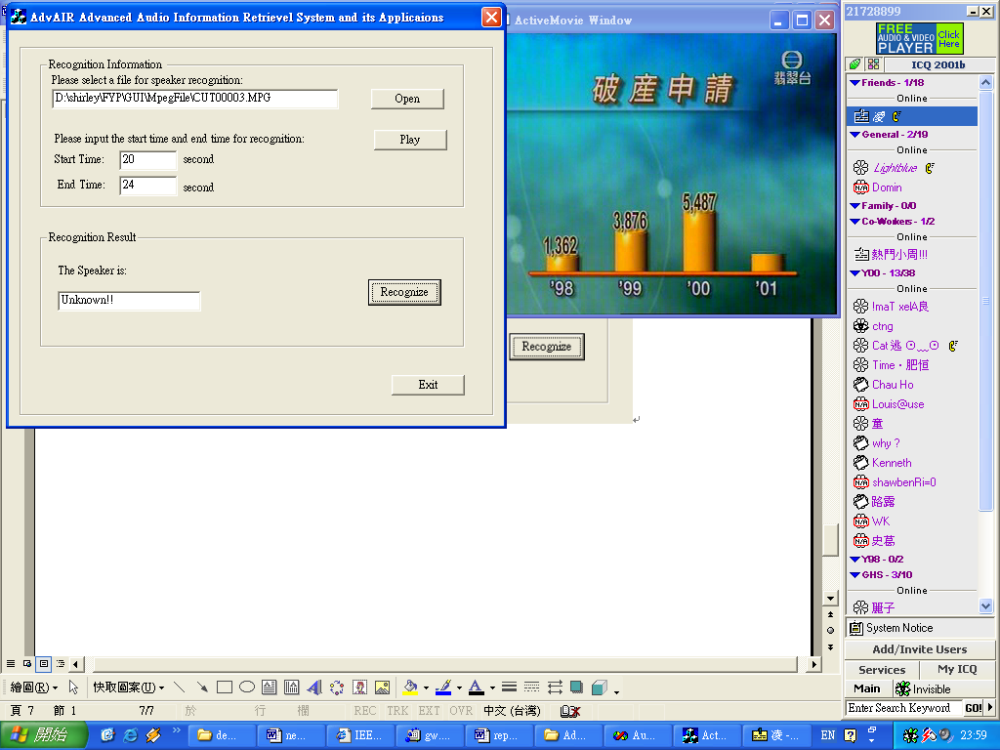 AdvAIR Advanced Audio Information Retrievel System and its Applicaions
Recognition Information
Please select a file for speaker recognition:
D:\shirley\FYP\GUI\MpegFile\CUT00003.MPG
Open
Please input the start time and end time for recognition:
Play
Start Time:
20
second
End Time:
24
second
Recognition Result
The Speaker is:
Unknown!!
Recognize
Exit
ActiveMovie Window
翡翠台
破產申請
1,362
3,876
5,487
'98
'99
'00
'01
Recognize
21728899
FREE
AUDIO & VIDEO
PLAYER
Click
Here
ICQ 2001b
Friends - 1/18
Online
General - 2/19
Online
Lightblue
Domin
Family - 0/0
Co-Workers - 1/2
Online
熱鬥小周!!!
Y00 - 13/38
Online
!maT xelA良
ctng
Cat 逃 ⊙﹏⊙
Time‧肥恒
Chau Ho
Louis@use
童
why ?
Kenneth
shawbenRi=0
路露
WK
史葛
Y98 - 0/2
GHS - 3/10
Online
麗子
System Notice
Add/Invite Users
Services
My ICQ
Main
Invisible
Enter Search Keyword
GO!
繪圖(R)
快取圖案(U)
頁 7
節 1
7/7
於
行
欄
REC
TRK
EXT
OVR
中文 (台灣)
開始
de...
ne...
IEE...
gw...
rep...
Ad...
Au...
Act...
凌 -...
EN
23:59